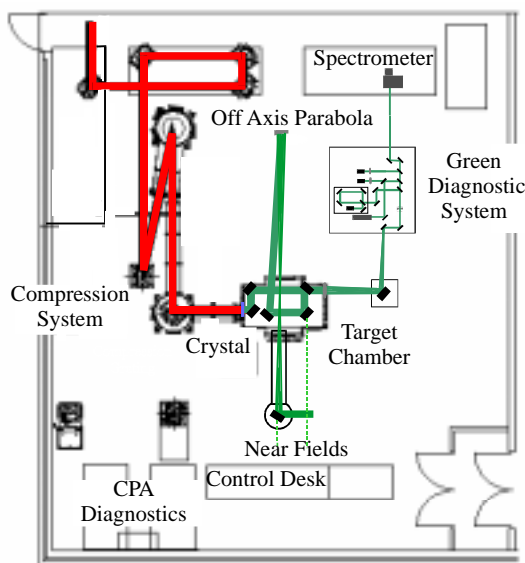 Spectrometer
Off Axis Parabola
Green
Diagnostic
System
Compression
System
Crystal
Target
Chamber
Near Fields
Control Desk
CPA
Diagnostics